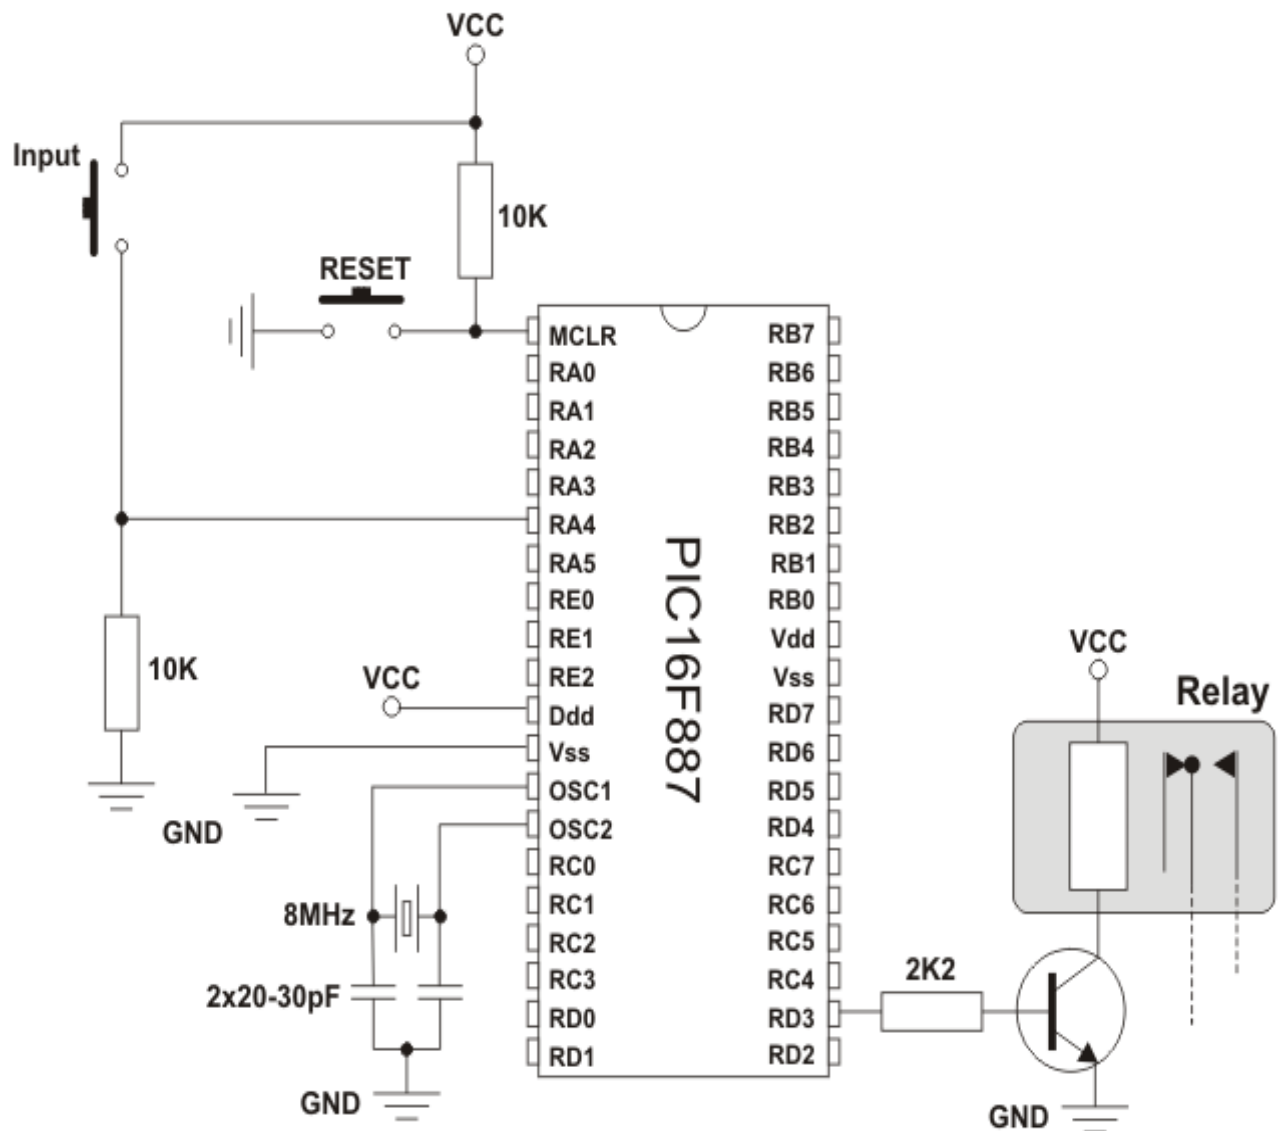 VCC
Input
10K
RESET
MCLR
RA0
RA1
RA2
RA3
RA4
RA5
RE0
RE1
RE2
Ddd
Vss
OSC1
OSC2
RC0
RC1
RC2
RC3
RD0
RD1
PIC16F887
RB7
RB6
RB5
RB4
RB3
RB2
RB1
RB0
Vdd
Vss
RD7
RD6
RD5
RD4
RC7
RC6
RC5
RC4
RD3
RD2
10K
VCC
GND
8MHz
2x20-30pF
GND
VCC
Relay
2K2
GND